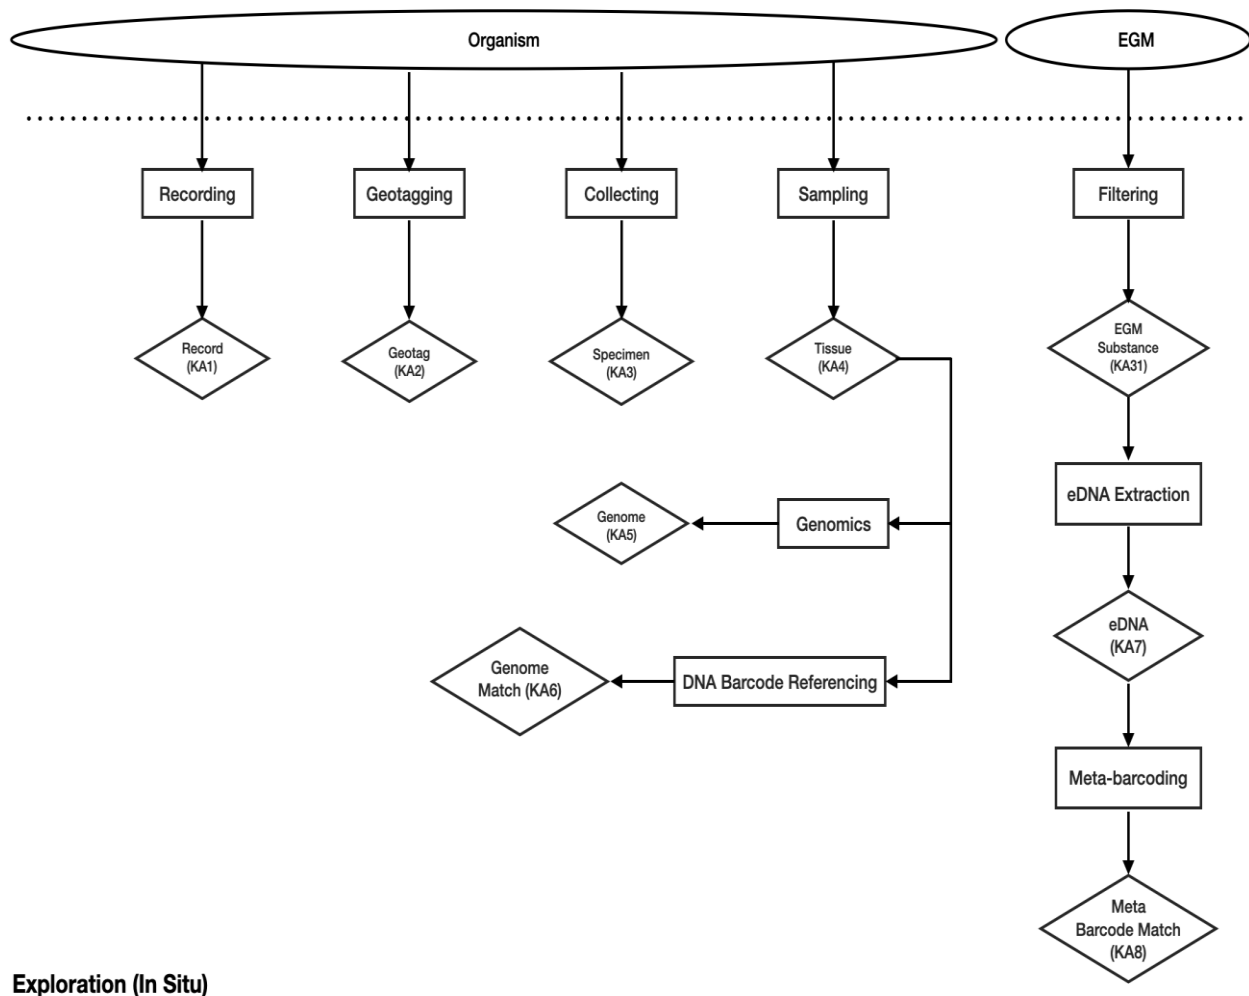 Organism
EGM
Recording
Geotagging
Collecting
Sampling
Filtering
Record
(KA1)
Geotag
(KA2)
Specimen
(KA3)
Tissue
(KA4)
EGM
Substance
(KA31)
eDNA Extraction
Genome
(KA5)
Genomics
eDNA
(KA7)
Genome
Match (KA6)
DNA Barcode Referencing
Meta-barcoding
Meta
Barcode Match
(KA8)
Exploration (In Situ)